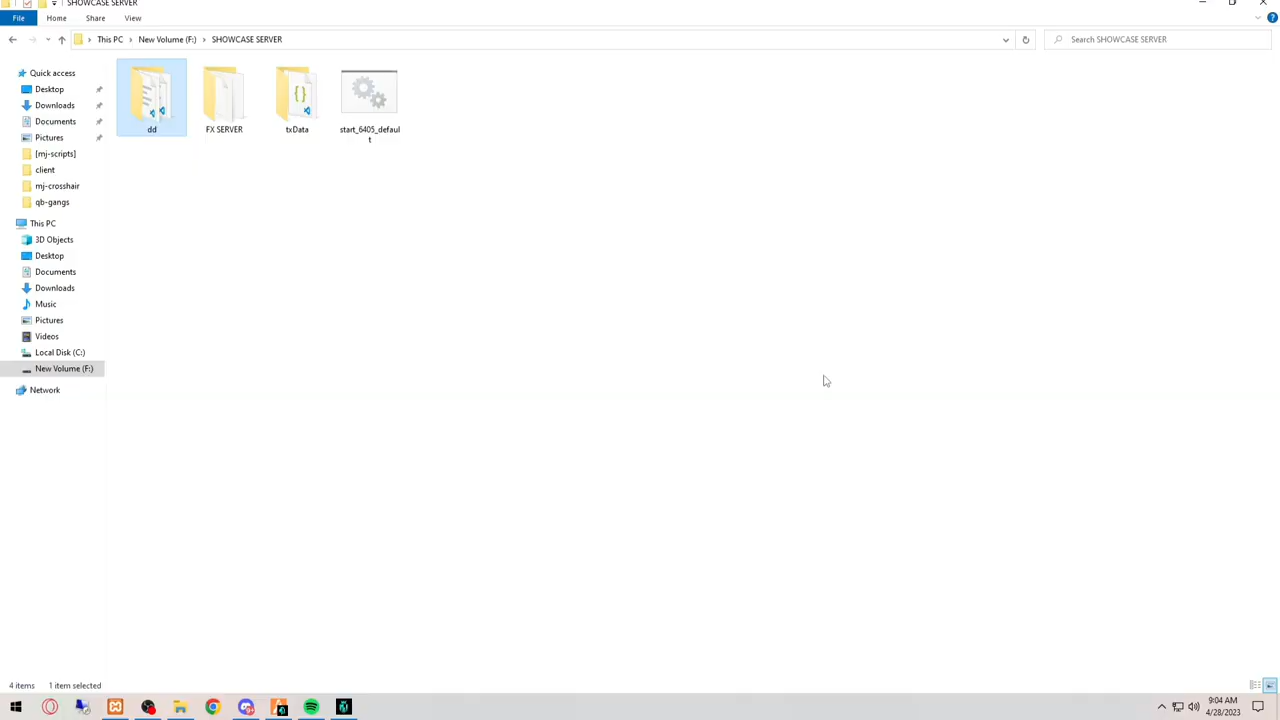 SHOWCASE SERVER
File Home Share View
This PC New Volume (F:) SHOWCASE SERVER
Search SHOWCASE SERVER
Quick access
Desktop
Downloads
Documents
Pictures
[mj-scripts]
client
mj-crosshair
qb-gangs
This PC
3D Objects
Desktop
Documents
Downloads
Music
Pictures
Videos
Local Disk (C:)
New Volume (F:)
Network
dd
FX SERVER
txData
start_6405_defaul
t
4 items 1 item selected
9:04 AM
4/28/2023